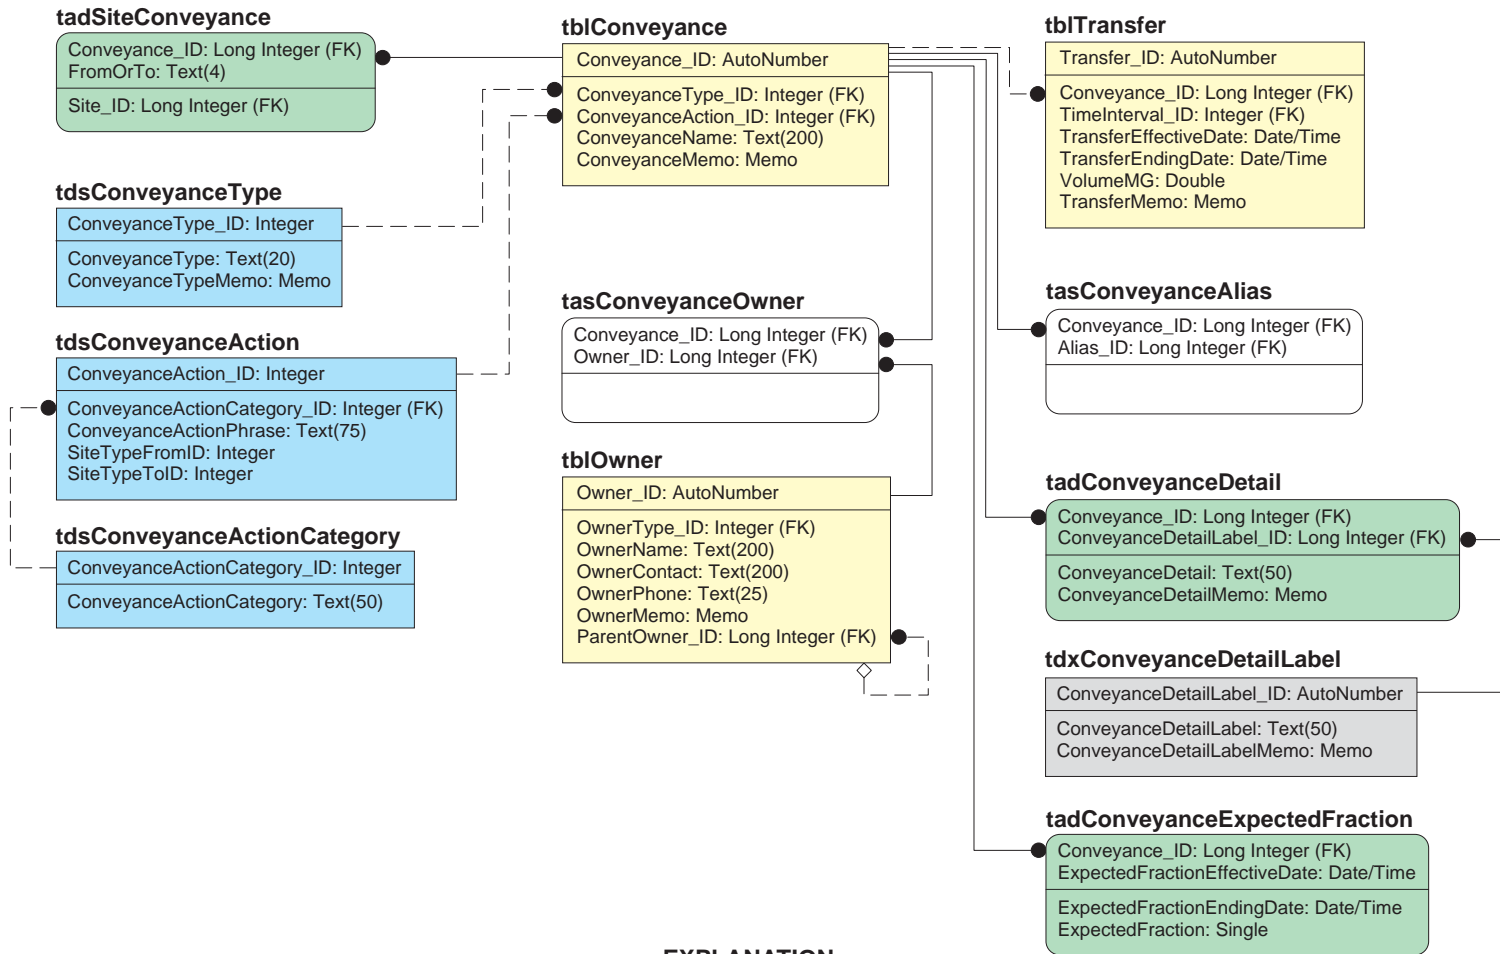 tadSiteConveyance
Conveyance_ID: Long Integer (FK)
FromOrTo: Text(4)
Site_ID: Long Integer (FK)
tdsConveyanceType
ConveyanceType_ID: Integer
ConveyanceType: Text(20)
ConveyanceTypeMemo: Memo
tdsConveyanceAction
ConveyanceAction_ID: Integer
ConveyanceActionCategory_ID: Integer (FK)
ConveyanceActionPhrase: Text(75)
SiteTypeFromID: Integer
SiteTypeToID: Integer
tdsConveyanceActionCategory
ConveyanceActionCategory_ID: Integer
ConveyanceActionCategory: Text(50)
tblConveyance
Conveyance_ID: AutoNumber
ConveyanceType_ID: Integer (FK)
ConveyanceAction_ID: Integer (FK)
ConveyanceName: Text(200)
ConveyanceMemo: Memo
tasConveyanceOwner
Conveyance_ID: Long Integer (FK)
Owner_ID: Long Integer (FK)
tblOwner
Owner_ID: AutoNumber
OwnerType_ID: Integer (FK)
OwnerName: Text(200)
OwnerContact: Text(200)
OwnerPhone: Text(25)
OwnerMemo: Memo
ParentOwner_ID: Long Integer (FK)
tblTransfer
Transfer_ID: AutoNumber
Conveyance_ID: Long Integer (FK)
TimeInterval_ID: Integer (FK)
TransferEffectiveDate: Date/Time
TransferEndingDate: Date/Time
VolumeMG: Double
TransferMemo: Memo
tasConveyanceAlias
Conveyance_ID: Long Integer (FK)
Alias_ID: Long Integer (FK)
tadConveyanceDetail
Conveyance_ID: Long Integer (FK)
ConveyanceDetailLabel_ID: Long Integer (FK)
ConveyanceDetail: Text(50)
ConveyanceDetailMemo: Memo
tdxConveyanceDetailLabel
ConveyanceDetailLabel_ID: AutoNumber
ConveyanceDetailLabel: Text(50)
ConveyanceDetailLabelMemo: Memo
tadConveyanceExpectedFraction
Conveyance_ID: Long Integer (FK)
ExpectedFractionEffectiveDate: Date/Time
ExpectedFractionEndingDate: Date/Time
ExpectedFraction: Single
EXPLANATION